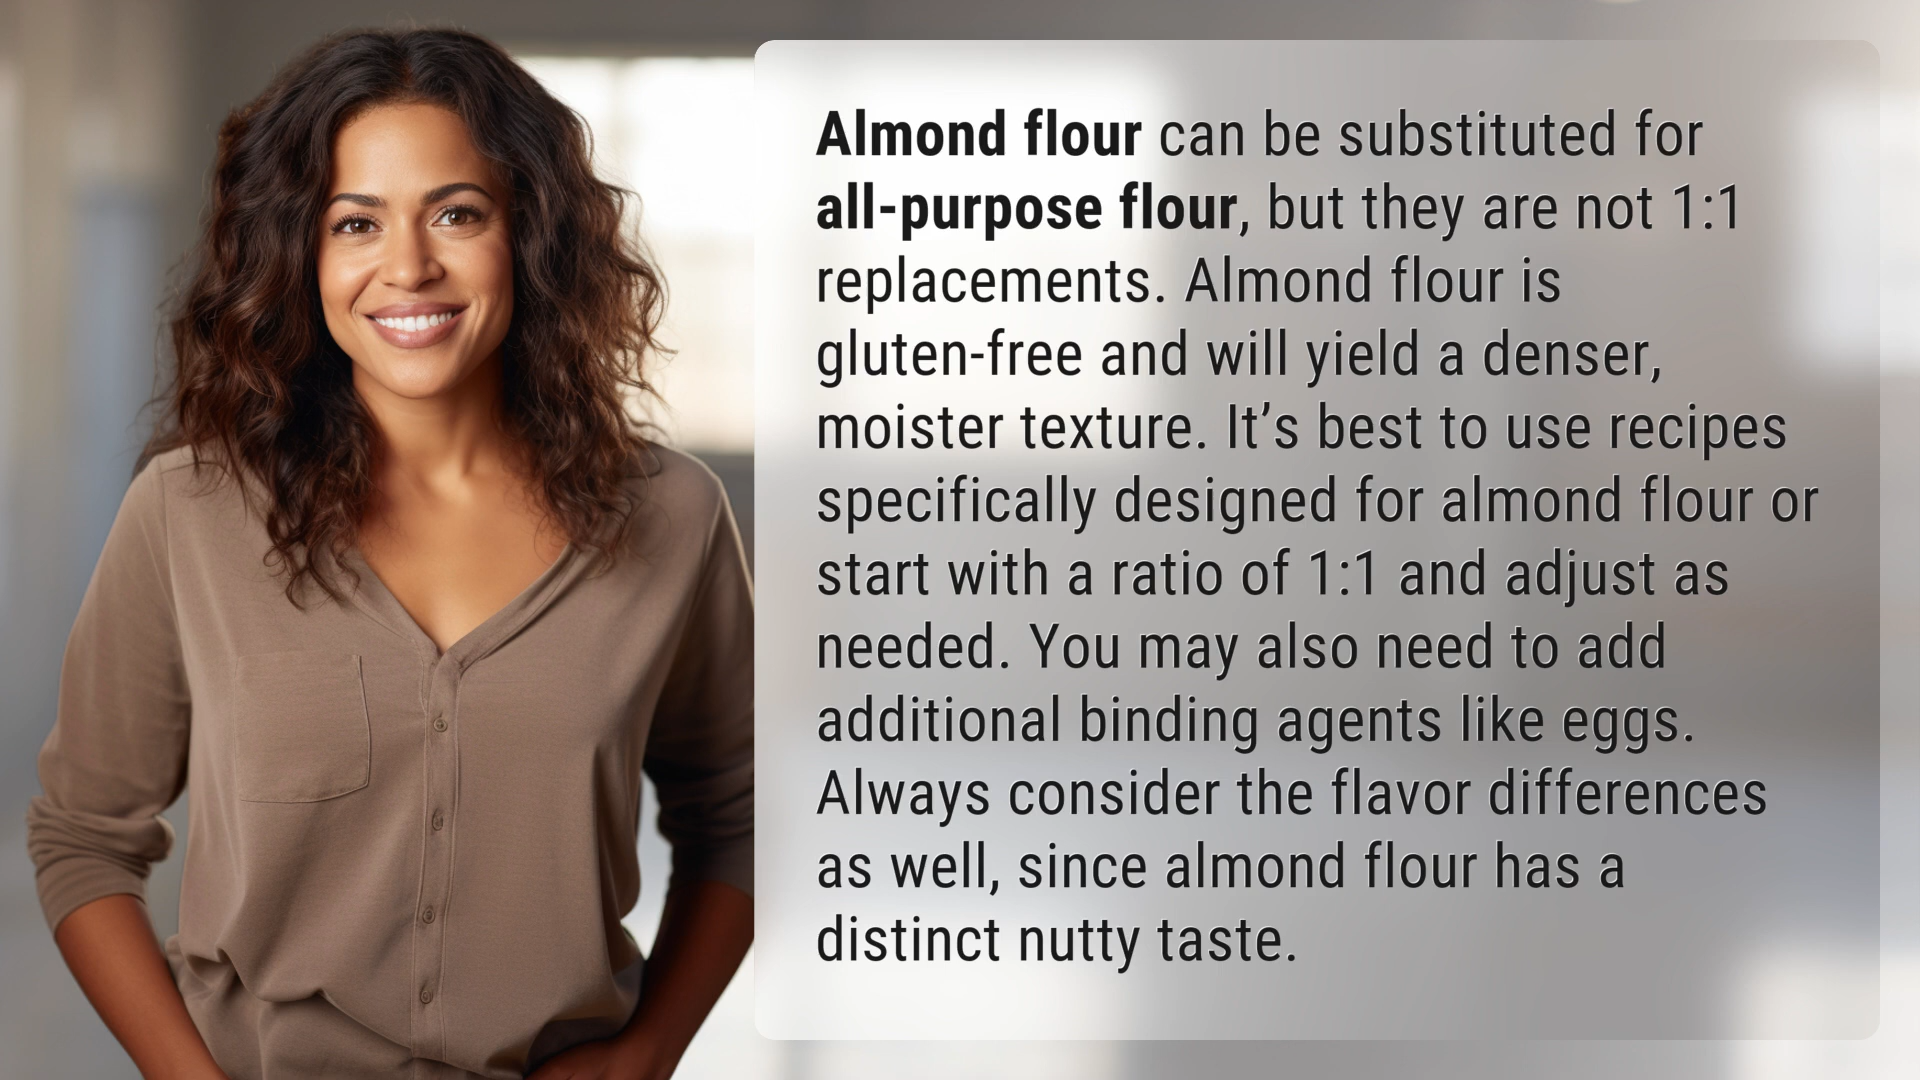 Almond flour can be substituted for
all-purpose flour, but they are not 1:1
replacements. Almond flour is
gluten-free and will yield a denser,
moister texture. It’s best to use recipes
specifically designed for almond flour or
start with a ratio of 1:1 and adjust as
needed. You may also need to add
additional binding agents like eggs.
Always consider the flavor differences
as well, since almond flour has a
distinct nutty taste.